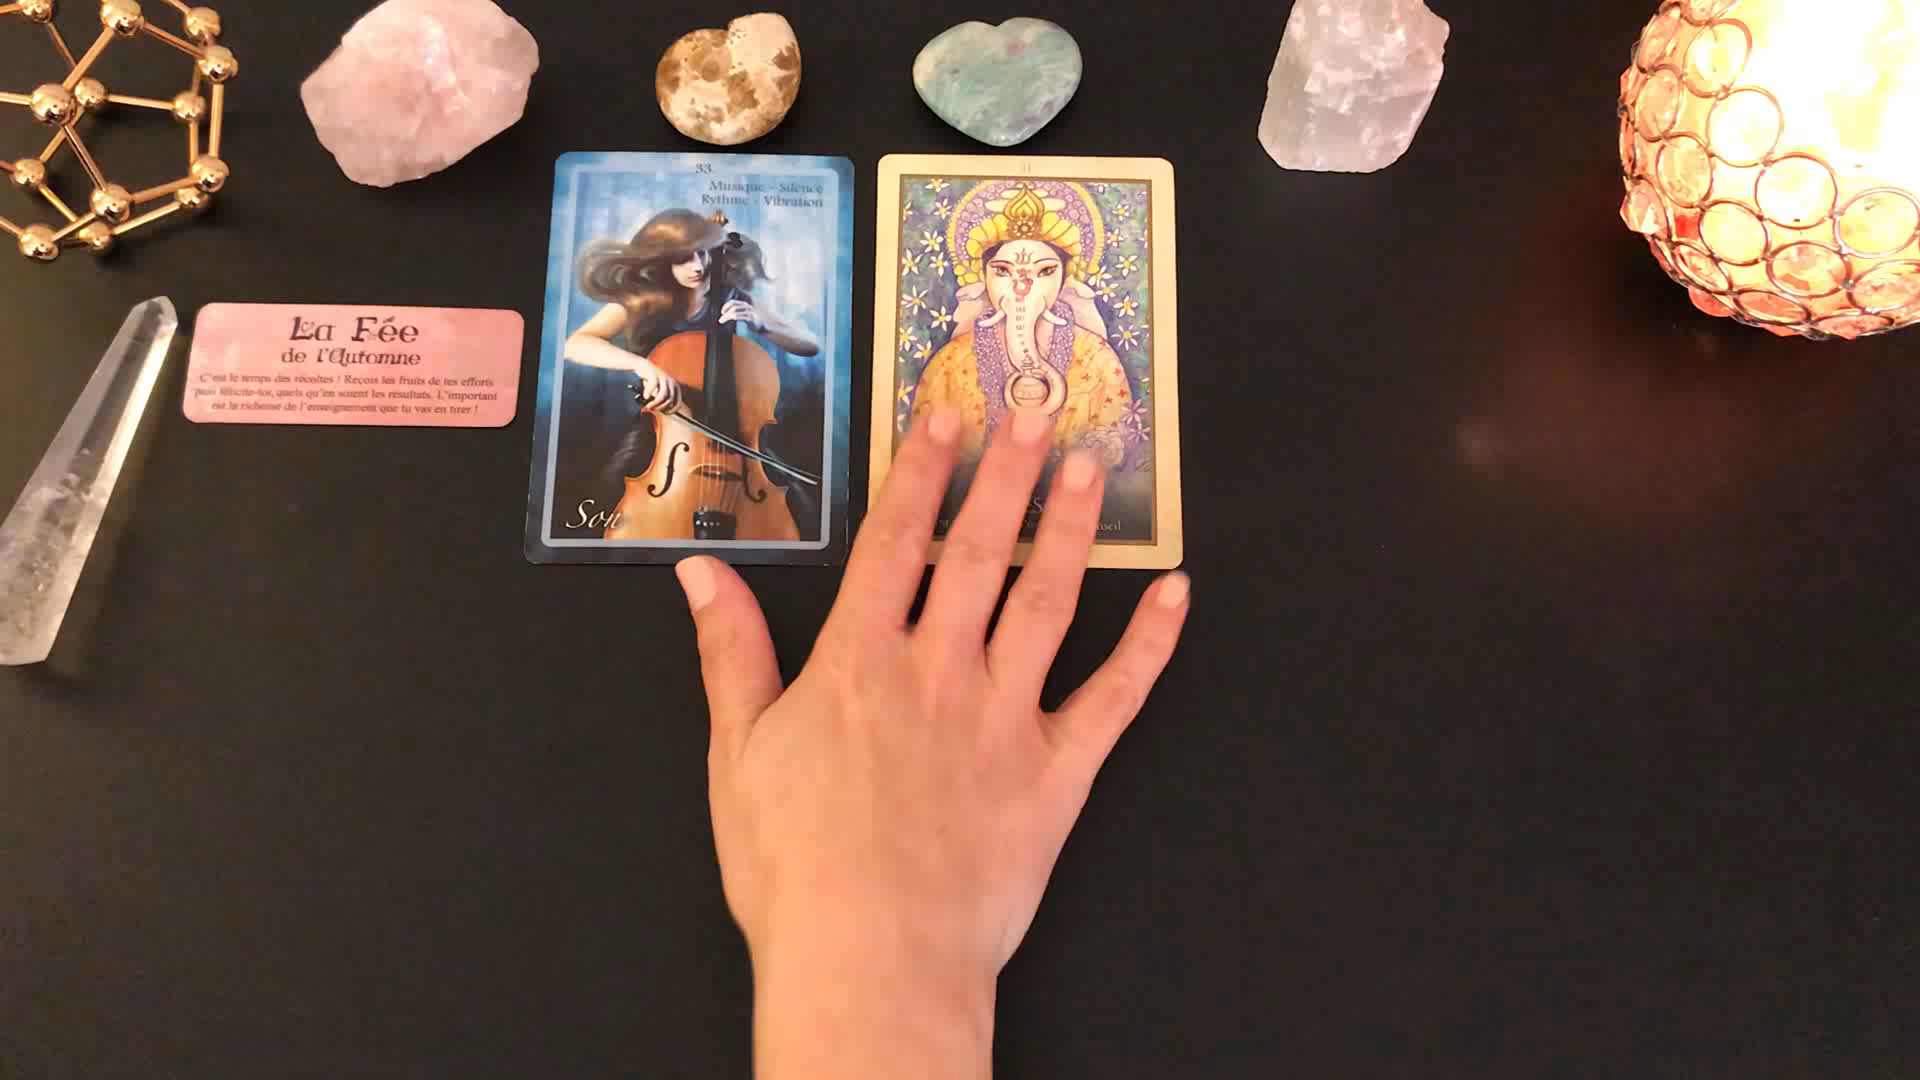 La Fée
de l'Automne
C'est le temps des récoltes ! Reçois les fruits de tes efforts
puis félicite-toi, quels qu'en soient les résultats. L'important
est la richesse de l'enseignement que tu vas en tirer !
33
Musique - Silence
Rythme - Vibration
Son